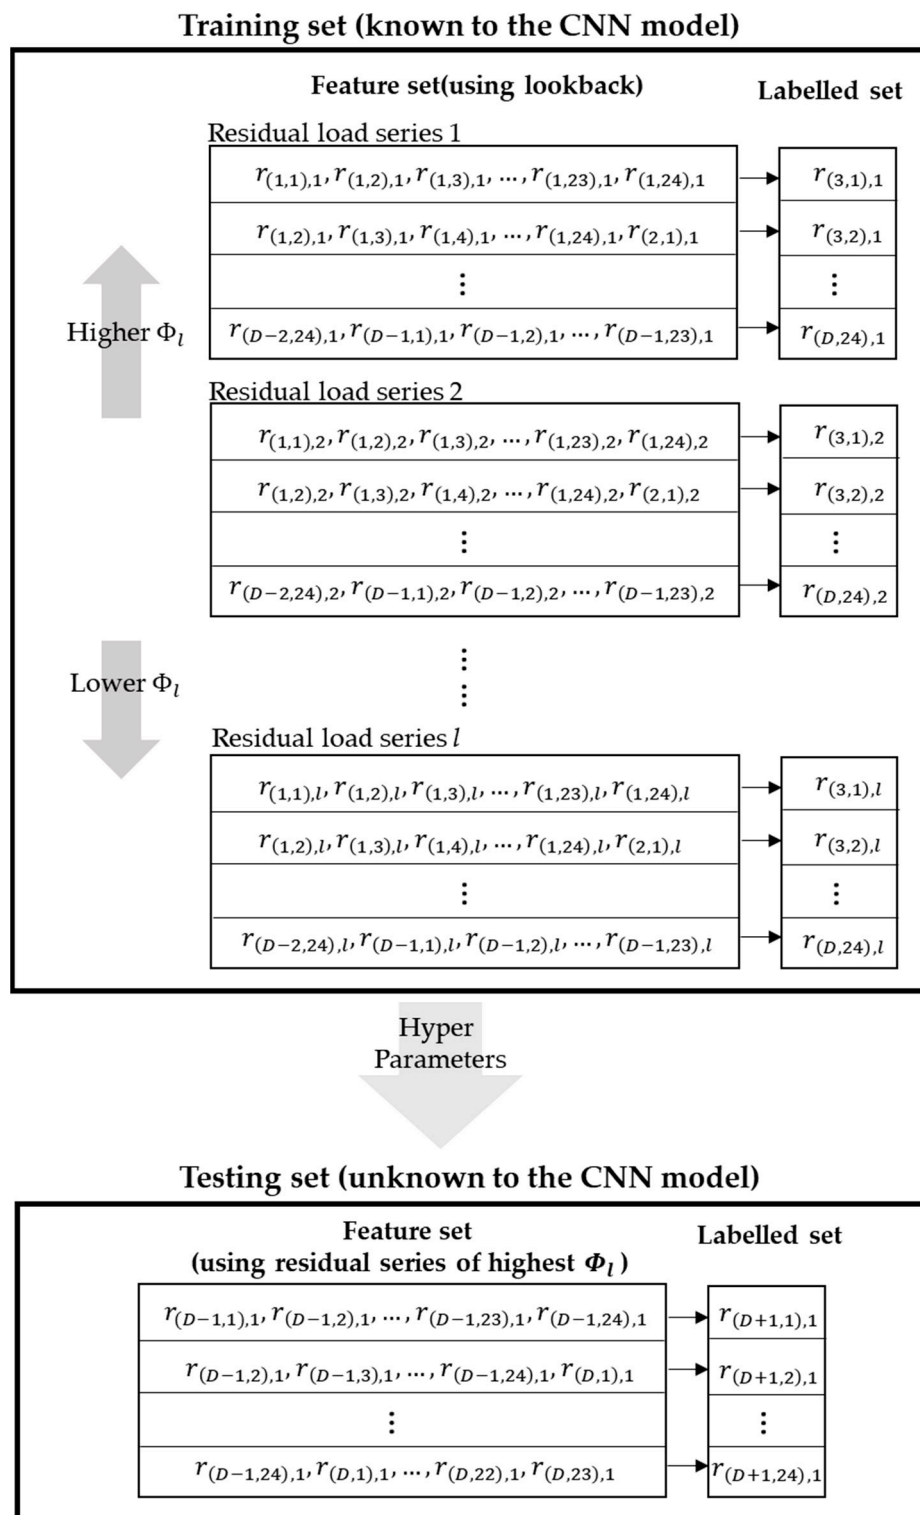 Training set (known to the CNN model)
Feature set(using lookback)
Labelled set
Residual load series 1
r(1,1),1, r(1,2),1, r(1,3),1, ..., r(1,23),1, r(1,24),1
r(3,1),1
r(1,2),1, r(1,3),1, r(1,4),1, ..., r(1,24),1, r(2,1),1
r(3,2),1
⋮
⋮
Higher Φl
r(D−2,24),1, r(D−1,1),1, r(D−1,2),1, ..., r(D−1,23),1
r(D,24),1
Residual load series 2
r(1,1),2, r(1,2),2, r(1,3),2, ..., r(1,23),2, r(1,24),2
r(3,1),2
r(1,2),2, r(1,3),2, r(1,4),2, ..., r(1,24),2, r(2,1),2
r(3,2),2
⋮
⋮
r(D−2,24),2, r(D−1,1),2, r(D−1,2),2, ..., r(D−1,23),2
r(D,24),2
⋮
⋮
Lower Φl
Residual load series l
r(1,1),l, r(1,2),l, r(1,3),l, ..., r(1,23),l, r(1,24),l
r(3,1),l
r(1,2),l, r(1,3),l, r(1,4),l, ..., r(1,24),l, r(2,1),l
r(3,2),l
⋮
⋮
r(D−2,24),l, r(D−1,1),l, r(D−1,2),l, ..., r(D−1,23),l
r(D,24),l
Hyper
Parameters
Testing set (unknown to the CNN model)
Feature set
(using residual series of highest Φl)
Labelled set
r(D−1,1),1, r(D−1,2),1, ..., r(D−1,23),1, r(D−1,24),1
r(D+1,1),1
r(D−1,2),1, r(D−1,3),1, ..., r(D−1,24),1, r(D,1),1
r(D+1,2),1
⋮
⋮
r(D−1,24),1, r(D,1),1, ..., r(D,22),1, r(D,23),1
r(D+1,24),1